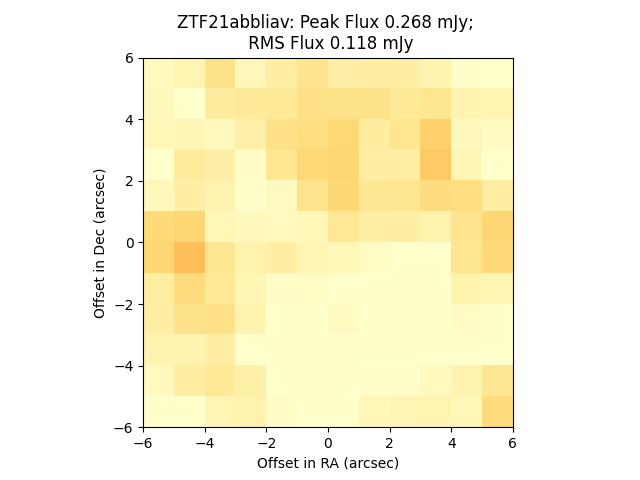 ZTF21abbliav: Peak Flux 0.268 mJy;
RMS Flux 0.118 mJy
6
4
2
0
−2
−4
−6
Offset in Dec (arcsec)
−6 −4 −2 0 2 4 6
Offset in RA (arcsec)